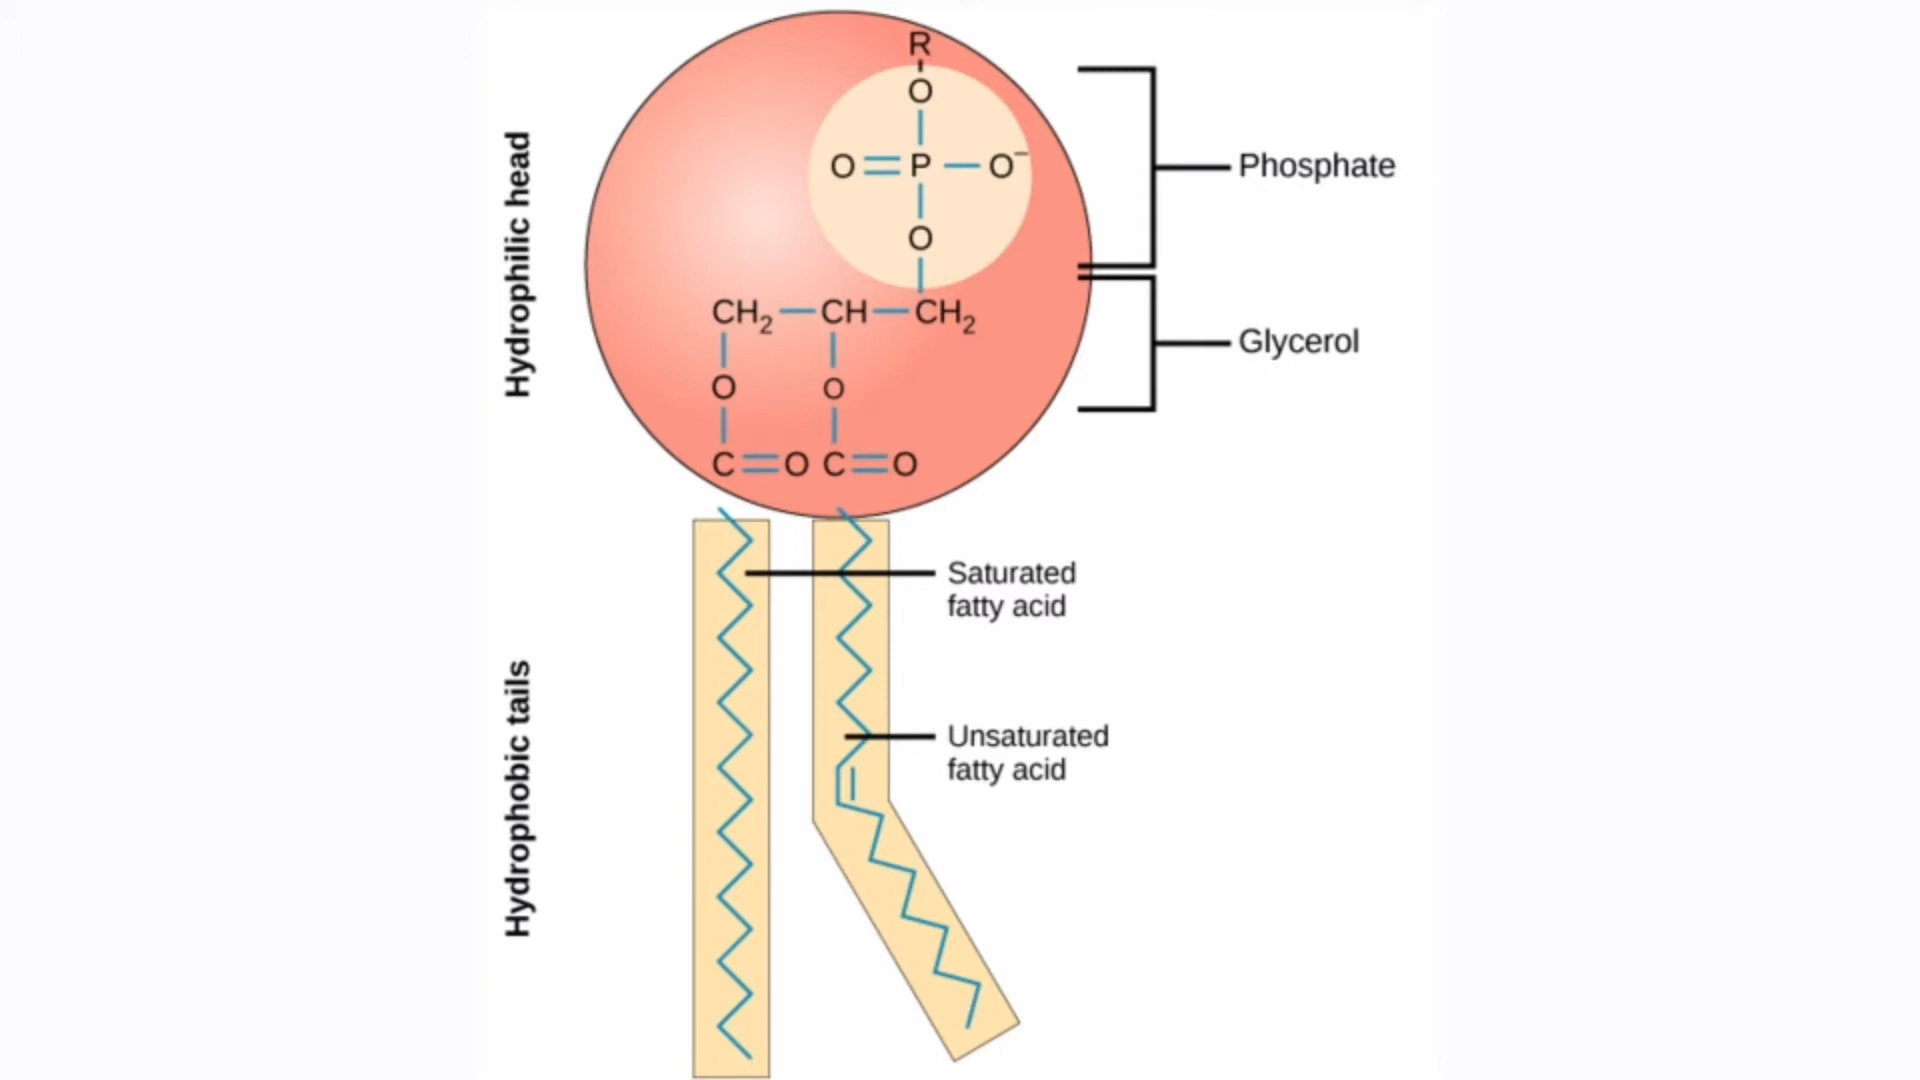 R
O
O P O⁻
O
Phosphate
CH₂ CH CH₂
Glycerol
O O
C O C O
Hydrophilic head
Saturated
fatty acid
Unsaturated
fatty acid
Hydrophobic tails